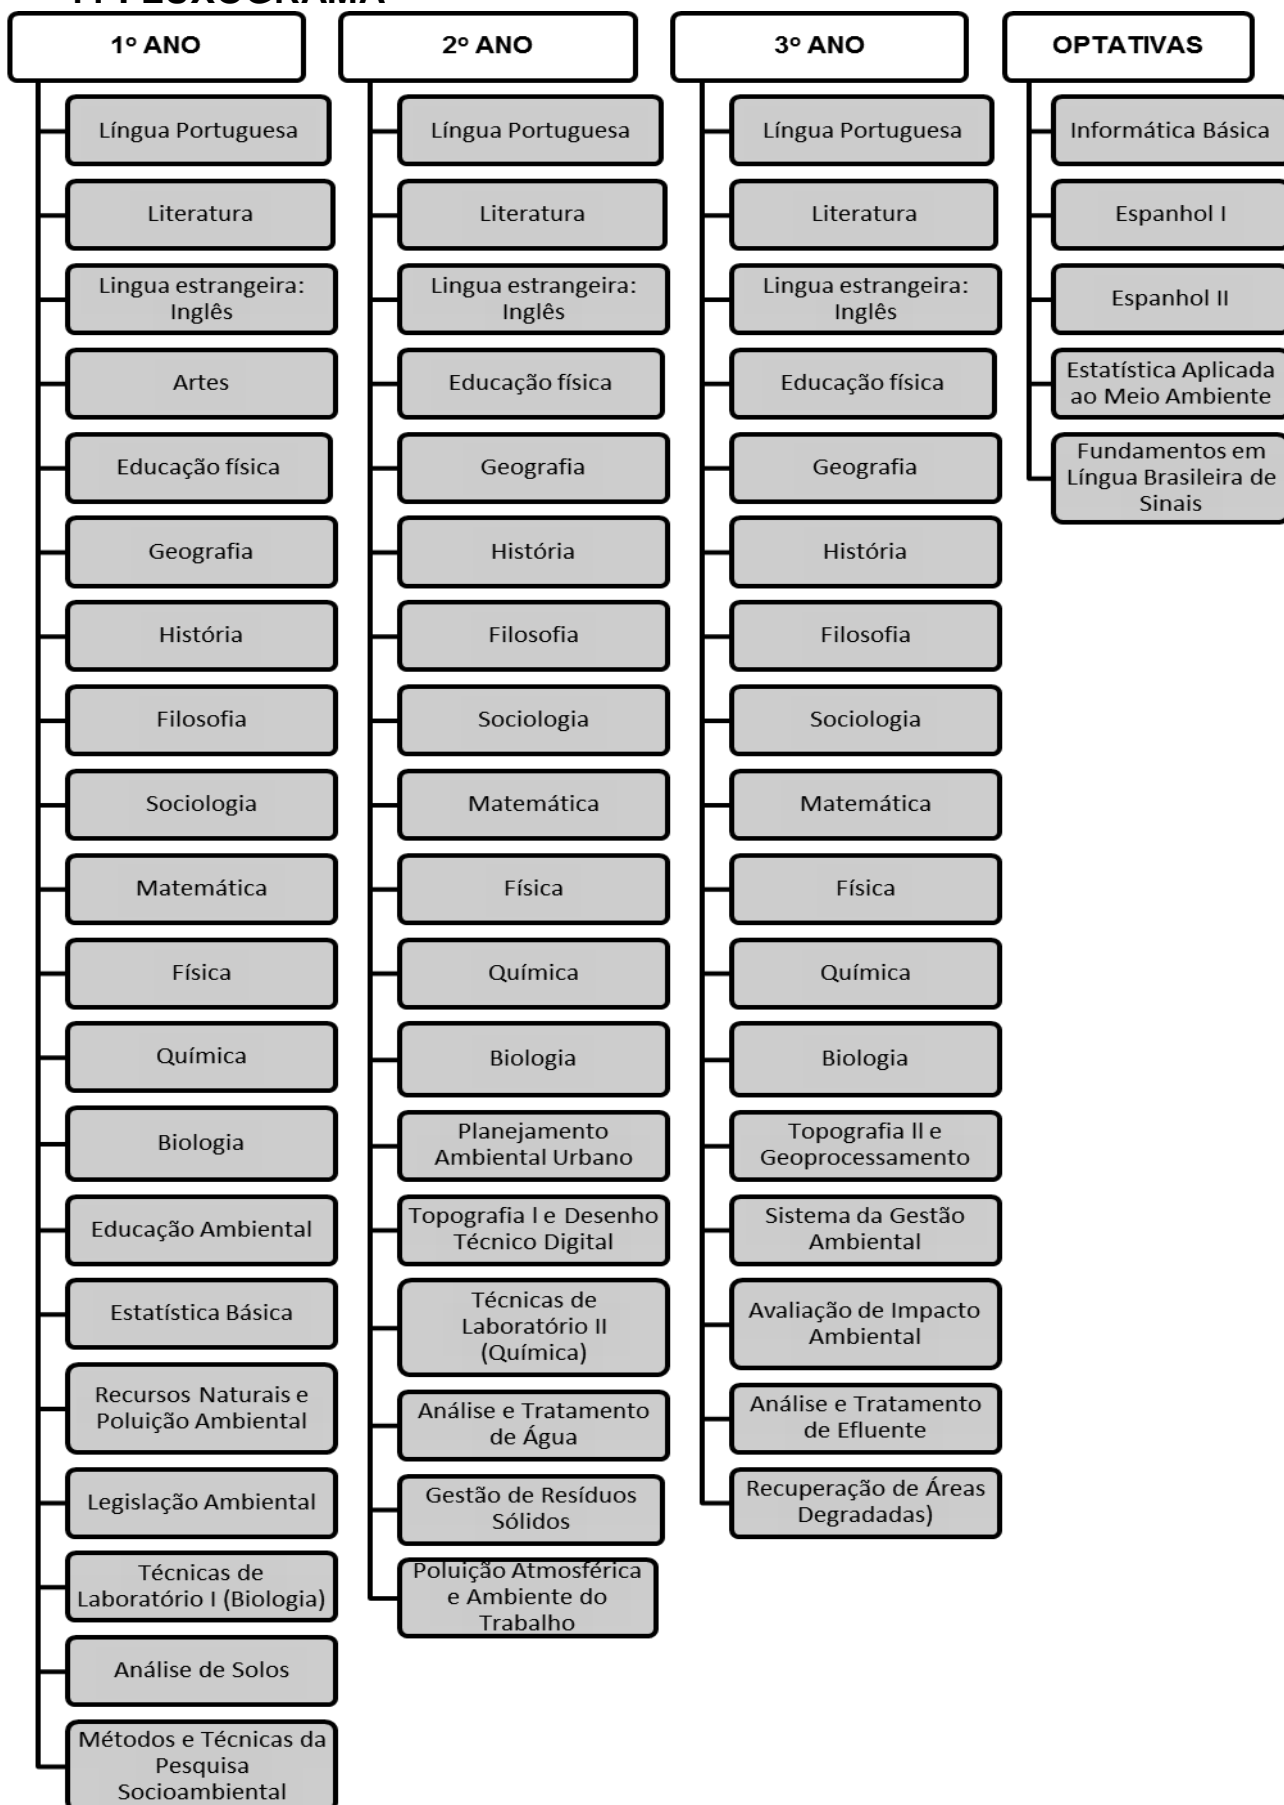 FLUXOGRAMA
1º ANO
Língua Portuguesa
Literatura
Lingua estrangeira:
Inglês
Artes
Educação física
Geografia
História
Filosofia
Sociologia
Matemática
Física
Química
Biologia
Educação Ambiental
Estatística Básica
Recursos Naturais e
Poluição Ambiental
Legislação Ambiental
Técnicas de
Laboratório I (Biologia)
Análise de Solos
Métodos e Técnicas da
Pesquisa
Socioambiental
2º ANO
Língua Portuguesa
Literatura
Lingua estrangeira:
Inglês
Educação física
Geografia
História
Filosofia
Sociologia
Matemática
Física
Química
Biologia
Planejamento
Ambiental Urbano
Topografia l e Desenho
Técnico Digital
Técnicas de
Laboratório II
(Química)
Análise e Tratamento
de Água
Gestão de Resíduos
Sólidos
Poluição Atmosférica
e Ambiente do
Trabalho
3º ANO
Língua Portuguesa
Literatura
Lingua estrangeira:
Inglês
Educação física
Geografia
História
Filosofia
Sociologia
Matemática
Física
Química
Biologia
Topografia ll e
Geoprocessamento
Sistema da Gestão
Ambiental
Avaliação de Impacto
Ambiental
Análise e Tratamento
de Efluente
Recuperação de Áreas
Degradadas)
OPTATIVAS
Informática Básica
Espanhol I
Espanhol II
Estatística Aplicada
ao Meio Ambiente
Fundamentos em
Língua Brasileira de
Sinais